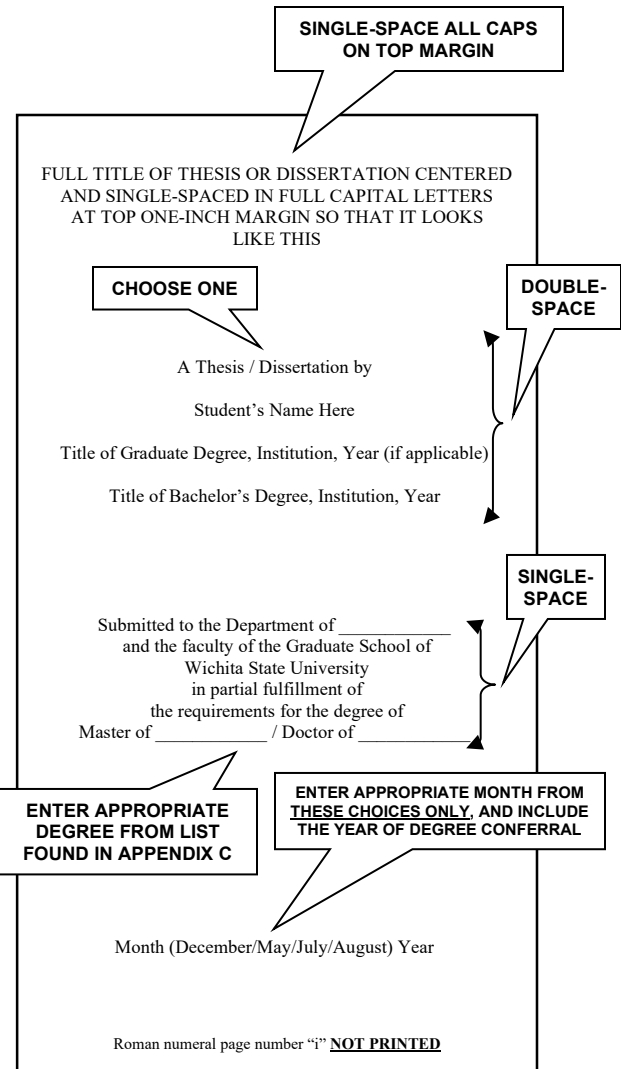 SINGLE-SPACE ALL CAPS
ON TOP MARGIN
FULL TITLE OF THESIS OR DISSERTATION CENTERED
AND SINGLE-SPACED IN FULL CAPITAL LETTERS
AT TOP ONE-INCH MARGIN SO THAT IT LOOKS
LIKE THIS
CHOOSE ONE
DOUBLE-
SPACE
A Thesis / Dissertation by
Student’s Name Here
Title of Graduate Degree, Institution, Year (if applicable)
Title of Bachelor’s Degree, Institution, Year
SINGLE-
SPACE
Submitted to the Department of ____________
and the faculty of the Graduate School of
Wichita State University
in partial fulfillment of
the requirements for the degree of
Master of ____________ / Doctor of ____________
ENTER APPROPRIATE
DEGREE FROM LIST
FOUND IN APPENDIX C
ENTER APPROPRIATE MONTH FROM
THESE CHOICES ONLY, AND INCLUDE
THE YEAR OF DEGREE CONFERRAL
Month (December/May/July/August) Year
Roman numeral page number “i” NOT PRINTED